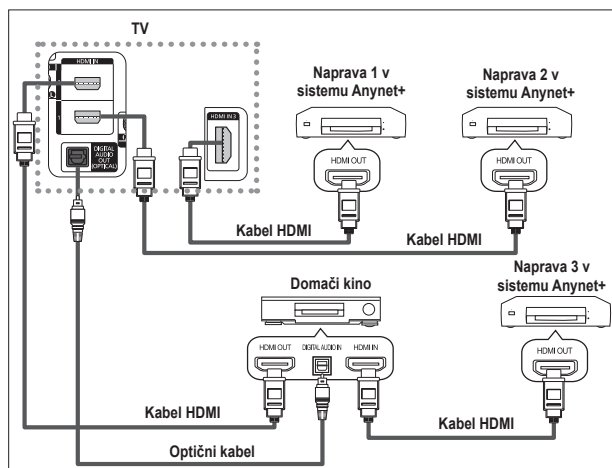 TV
HDMI IN
1
DIGITAL
AUDIO
OUT
(OPTICAL)
HDMI IN 3
Naprava 1 v
sistemu Anynet+
HDMI OUT
Naprava 2 v
sistemu Anynet+
HDMI OUT
Kabel HDMI
Kabel HDMI
Domači kino
HDMI OUT
DIGITAL AUDIO IN
HDMI IN
Naprava 3 v
sistemu Anynet+
HDMI OUT
Kabel HDMI
Kabel HDMI
Optični kabel